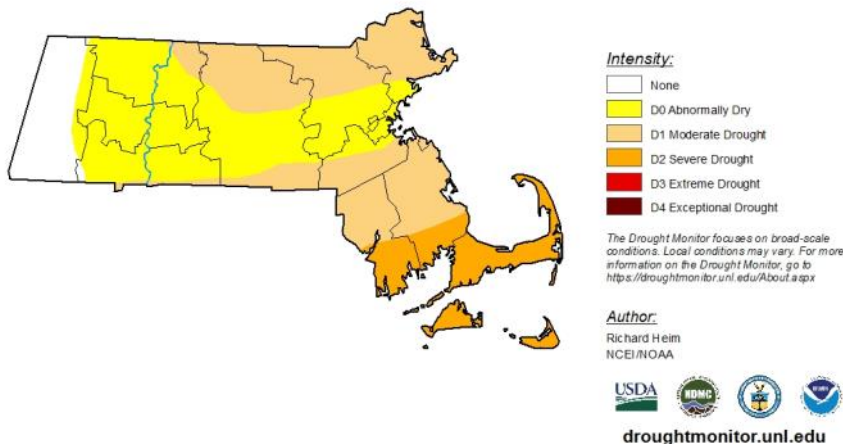 Intensity:
None
D0 Abnormally Dry
D1 Moderate Drought
D2 Severe Drought
D3 Extreme Drought
D4 Exceptional Drought
The Drought Monitor focuses on broad-scale
conditions. Local conditions may vary. For more
information on the Drought Monitor, go to
https://droughtmonitor.unl.edu/About.aspx
Author:
Richard Heim
NCEI/NOAA
USDA
NDMC
droughtmonitor.unl.edu